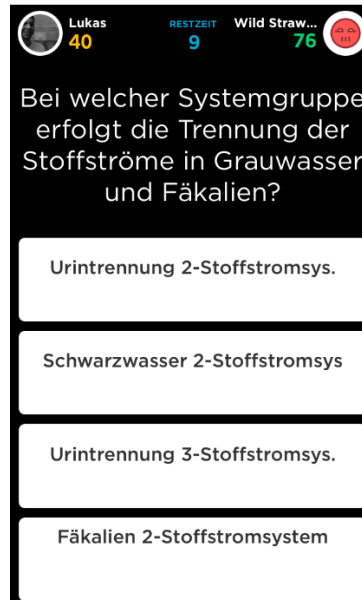 Lukas
40
RESTZEIT
9
Wild Straw...
76
Bei welcher Systemgruppe
erfolgt die Trennung der
Stoffströme in Grauwasser
und Fäkalien?
Urintrennung 2-Stoffstromsys.
Schwarzwasser 2-Stoffstromsys
Urintrennung 3-Stoffstromsys.
Fäkalien 2-Stoffstromsystem